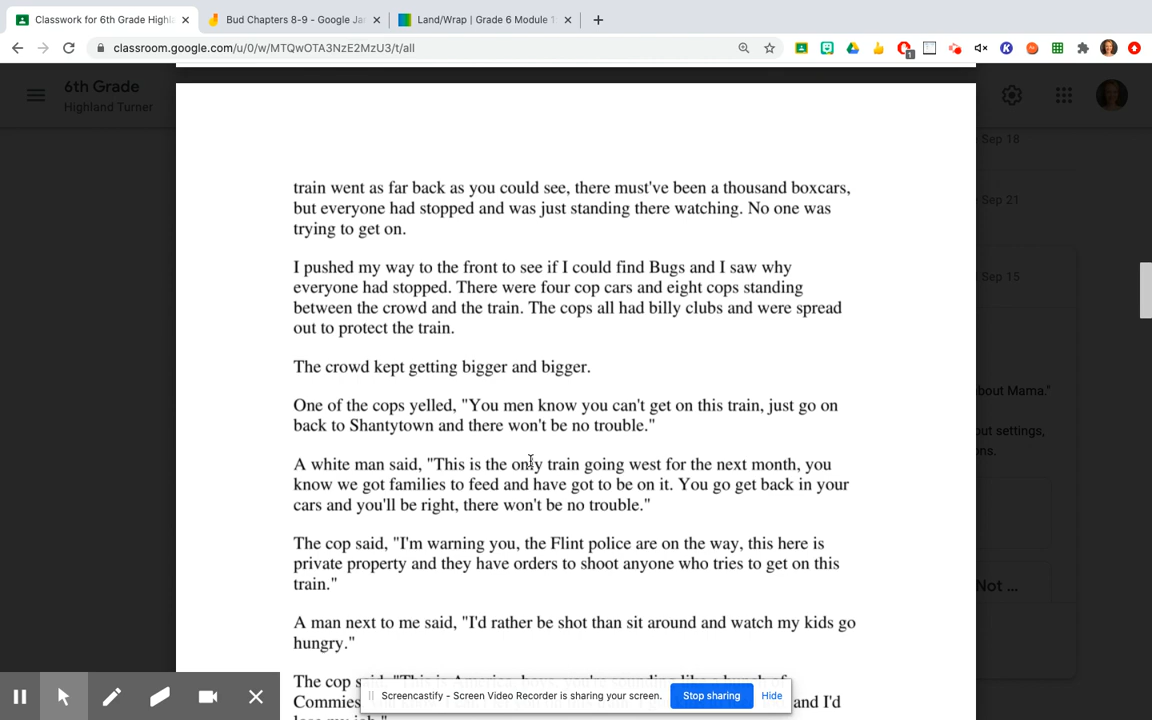 Classwork for 6th Grade Highl
Bud Chapters 8-9 - Google Ja
Land/Wrap | Grade 6 Module 1
classroom.google.com/u/0/w/MTQwOTA3NzE2MzU3/t/all
6th Grade
Highland Turner
Sep 18
Sep 21
Sep 15
train went as far back as you could see, there must've been a thousand boxcars,
but everyone had stopped and was just standing there watching. No one was
trying to get on.
I pushed my way to the front to see if I could find Bugs and I saw why
everyone had stopped. There were four cop cars and eight cops standing
between the crowd and the train. The cops all had billy clubs and were spread
out to protect the train.
The crowd kept getting bigger and bigger.
One of the cops yelled, "You men know you can't get on this train, just go on
back to Shantytown and there won't be no trouble."
A white man said, "This is the only train going west for the next month, you
know we got families to feed and have got to be on it. You go get back in your
cars and you'll be right, there won't be no trouble."
The cop said, "I'm warning you, the Flint police are on the way, this here is
private property and they have orders to shoot anyone who tries to get on this
train."
A man next to me said, "I'd rather be shot than sit around and watch my kids go
hungry."
The cop
Commies
and I'd
bout Mama."
out settings,
ons.
Not ...
Screencastify - Screen Video Recorder is sharing your screen.
Stop sharing
Hide
1